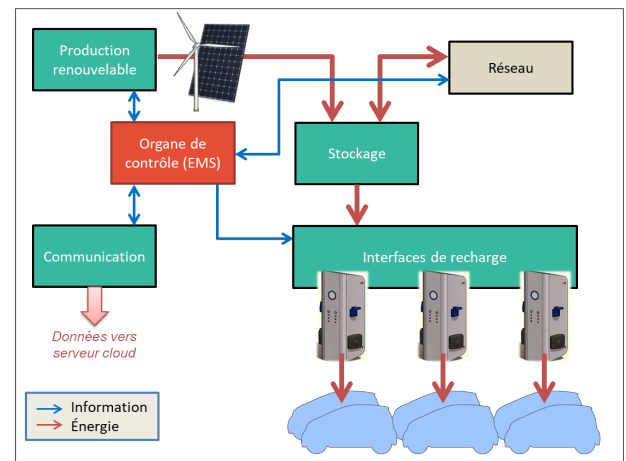 Production
renouvelable
Réseau
Organe de
contrôle (EMS)
Stockage
Communication
Interfaces de recharge
Données vers
serveur cloud
Information
Énergie